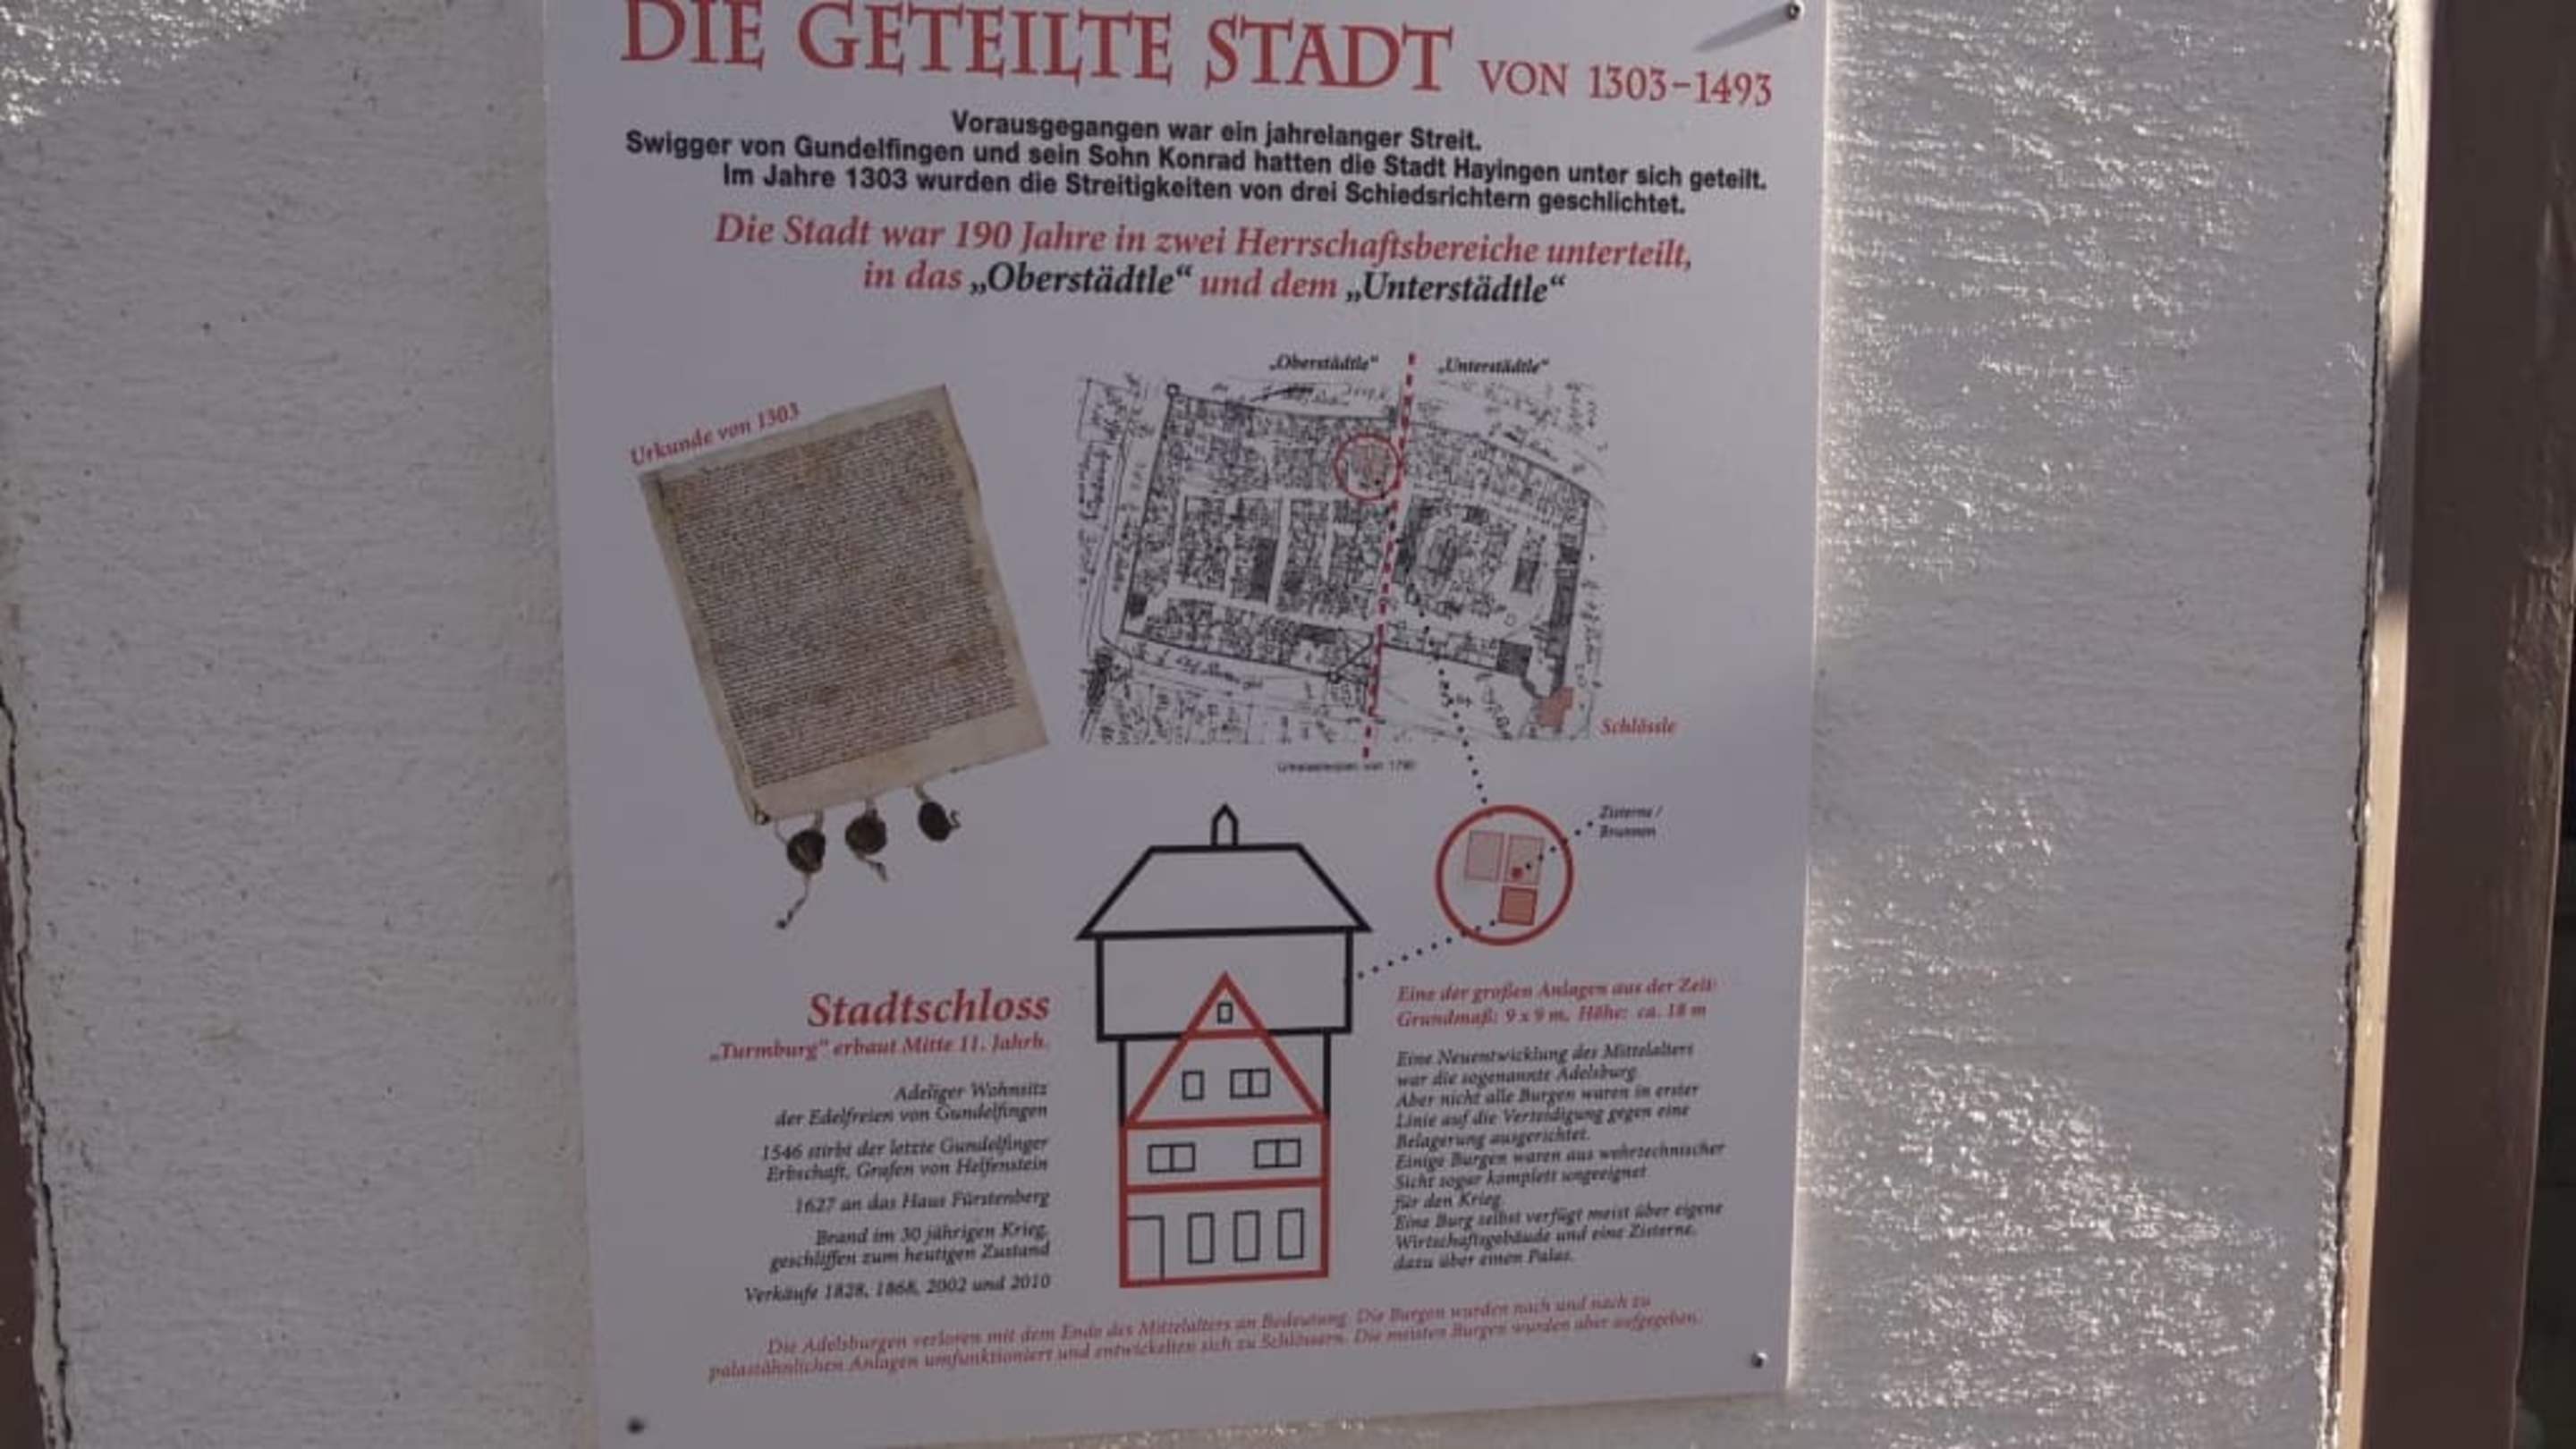 DIE GETEILTE STADT VON 1303–1493
Vorausgegangen war ein jahrelanger Streit.
Swigger von Gundelfingen und sein Sohn Konrad hatten die Stadt Hayingen unter sich geteilt.
Im Jahre 1303 wurden die Streitigkeiten von drei Schiedsrichtern geschlichtet.
Die Stadt war 190 Jahre in zwei Herrschaftsbereiche unterteilt,
in das „Oberstädtle“ und dem „Unterstädtle“
„Oberstädtle“
„Unterstädtle“
Urkunde von 1303
Schlössle
Zisterne /
Brunnen
Stadtschloss
„Turmburg“ erbaut Mitte 11. Jahrh.
Adeliger Wohnsitz
der Edelfreien von Gundelfingen
1546 stirbt der letzte Gundelfinger
Erbschaft, Grafen von Helfenstein
1627 an das Haus Fürstenberg
Brand im 30 jährigen Krieg,
geschliffen zum heutigen Zustand
Verkäufe 1828, 1868, 2002 und 2010
Eine der großen Anlagen aus der Zeit:
Grundmaß: 9 x 9 m, Höhe: ca. 18 m
Eine Neuentwicklung des Mittelalters
war die sogenannte Adelsburg.
Aber nicht alle Burgen waren in erster
Linie auf die Verteidigung gegen eine
Belagerung ausgerichtet.
Einige Burgen waren aus wehrtechnischer
Sicht sogar komplett ungeeignet
für den Krieg.
Eine Burg selbst verfügt meist über eigene
Wirtschaftsgebäude und eine Zisterne,
dazu über einen Palas.
Die Adelsburgen verloren mit dem Ende des Mittelalters an Bedeutung. Die Burgen wurden nach und nach zu
palastähnlichen Anlagen umfunktioniert und entwickelten sich zu Schlössern. Die meisten Burgen wurden aber aufgegeben.